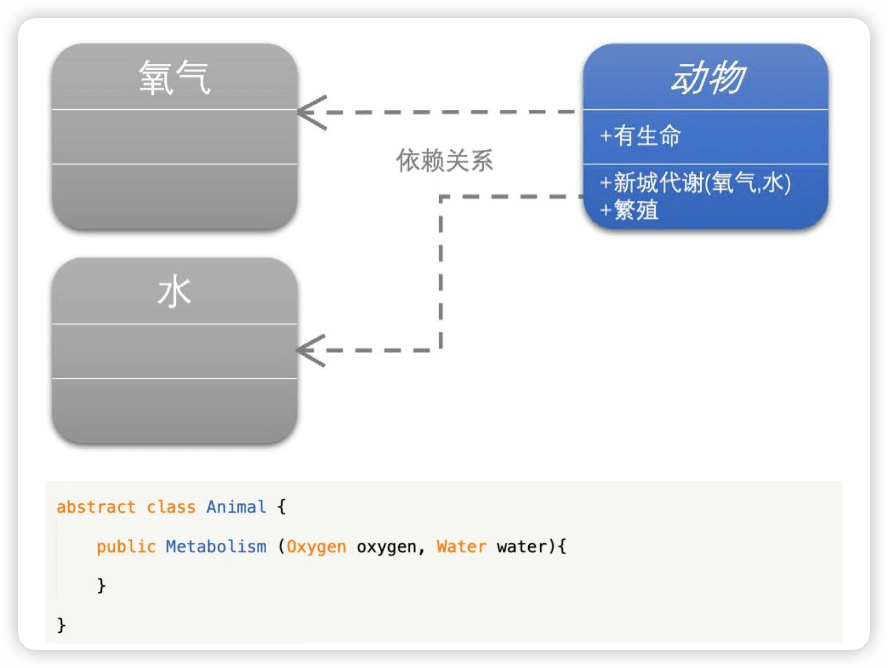 氧气
动物
+有生命
依赖关系
+新城代谢(氧气,水)
+繁殖
水
abstract class Animal {
public Metabolism (Oxygen oxygen, Water water){
}
}